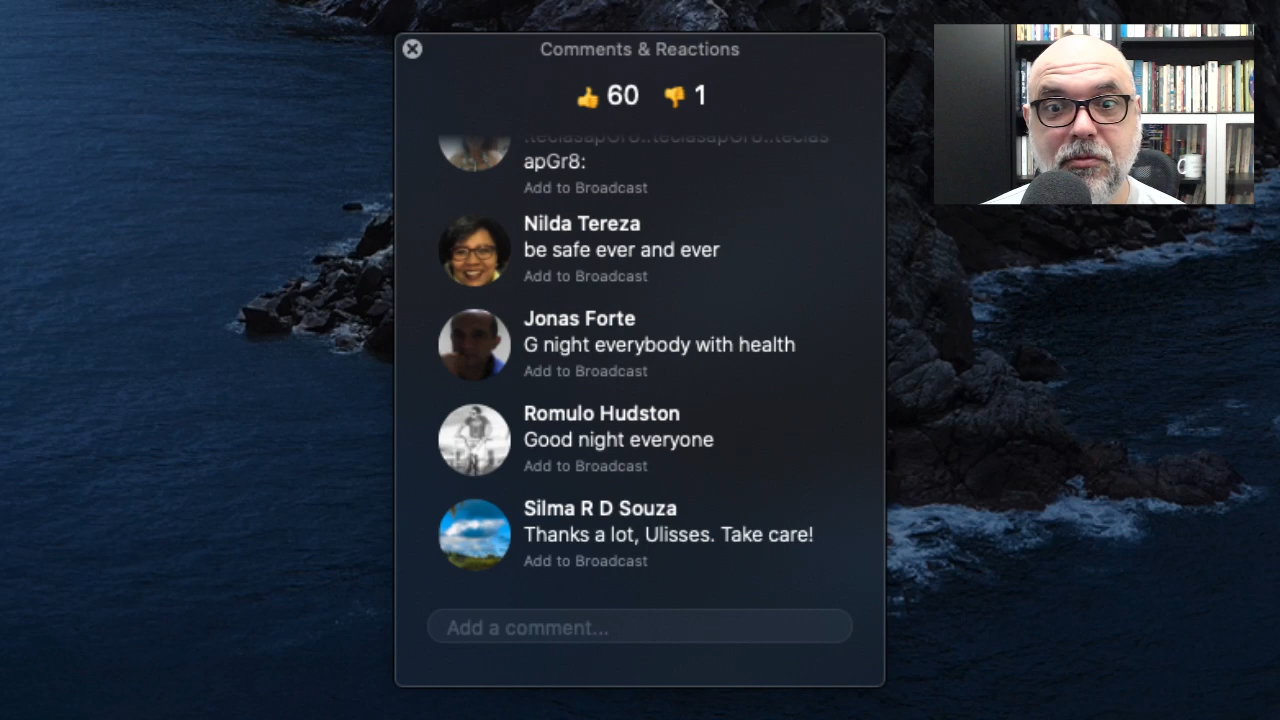 Comments & Reactions
60 1
apGr8:
Add to Broadcast
Nilda Tereza
be safe ever and ever
Add to Broadcast
Jonas Forte
G night everybody with health
Add to Broadcast
Romulo Hudston
Good night everyone
Add to Broadcast
Silma R D Souza
Thanks a lot, Ulisses. Take care!
Add to Broadcast
Add a comment...